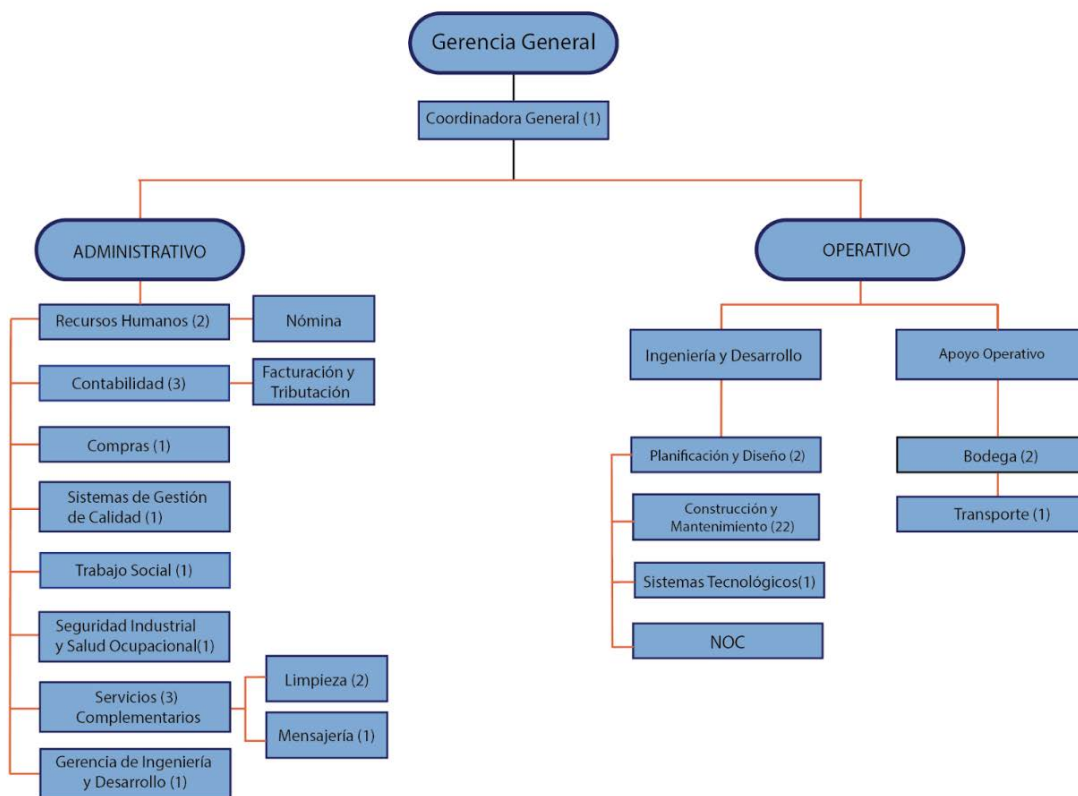 Gerencia General
Coordinadora General (1)
ADMINISTRATIVO
Recursos Humanos (2)
Nómina
Contabilidad (3)
Facturación y
Tributación
Compras (1)
Sistemas de Gestión
de Calidad (1)
Trabajo Social (1)
Seguridad Industrial
y Salud Ocupacional(1)
Servicios (3)
Complementarios
Limpieza (2)
Mensajería (1)
Gerencia de Ingeniería
y Desarrollo (1)
OPERATIVO
Ingeniería y Desarrollo
Planificación y Diseño (2)
Construcción y
Mantenimiento (22)
Sistemas Tecnológicos(1)
NOC
Apoyo Operativo
Bodega (2)
Transporte (1)